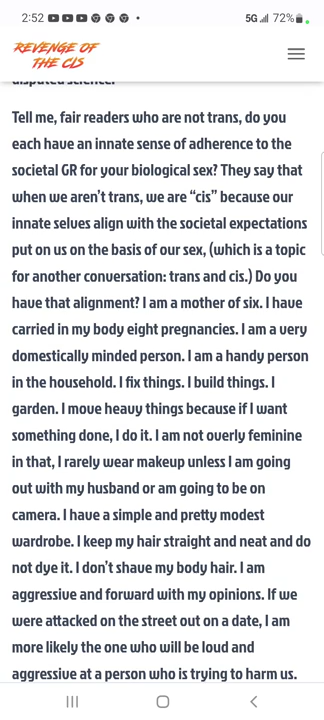 2:52
5G 72%
REVENGE OF
THE CIS
disputed science.
Tell me, fair readers who are not trans, do you
each have an innate sense of adherence to the
societal GR for your biological sex? They say that
when we aren't trans, we are "cis" because our
innate selves align with the societal expectations
put on us on the basis of our sex, (which is a topic
for another conversation: trans and cis.) Do you
have that alignment? I am a mother of six. I have
carried in my body eight pregnancies. I am a very
domestically minded person. I am a handy person
in the household. I fix things. I build things. I
garden. I move heavy things because if I want
something done, I do it. I am not overly feminine
in that, I rarely wear makeup unless I am going
out with my husband or am going to be on
camera. I have a simple and pretty modest
wardrobe. I keep my hair straight and neat and do
not dye it. I don't shave my body hair. I am
aggressive and forward with my opinions. If we
were attacked on the street out on a date, I am
more likely the one who will be loud and
aggressive at a person who is trying to harm us.